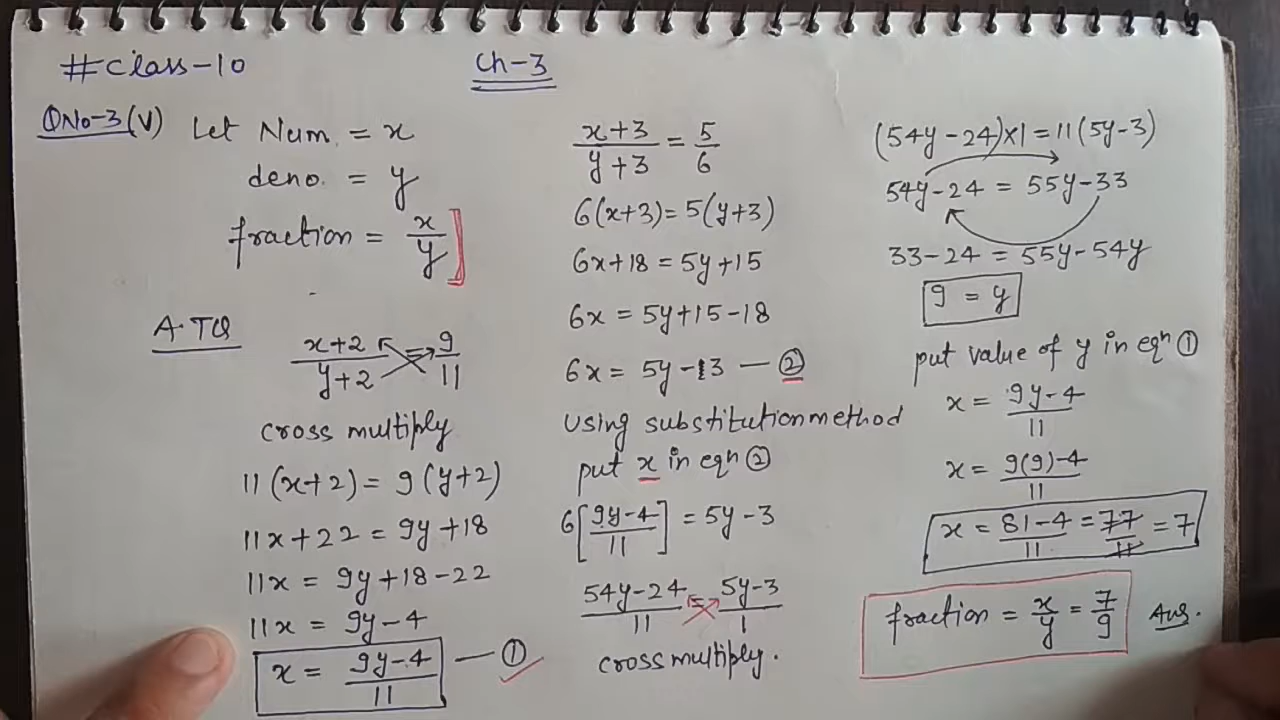 #Class-10
Ch-3
QNo-3(V) Let Num. = x
deno. = y
fraction = x/y
A.TQ
x+2/y+2 = 9/11
cross multiply
11(x+2) = 9(y+2)
11x+22 = 9y+18
11x = 9y+18-22
11x = 9y-4
x = 9y-4/11 — ①
x+3/y+3 = 5/6
6(x+3) = 5(y+3)
6x+18 = 5y+15
6x = 5y+15-18
6x = 5y-13 — ②
Using substitution method
put x in eqn ②
6[9y-4/11] = 5y-3
54y-24/11 = 5y-3/1
cross multiply.
(54y-24)×1 = 11(5y-3)
54y-24 = 55y-33
33-24 = 55y-54y
9 = y
put value of y in eqn ①
x = 9y-4/11
x = 9(9)-4/11
x = 81-4/11 = 77/11 = 7
fraction = x/y = 7/9 Ans.